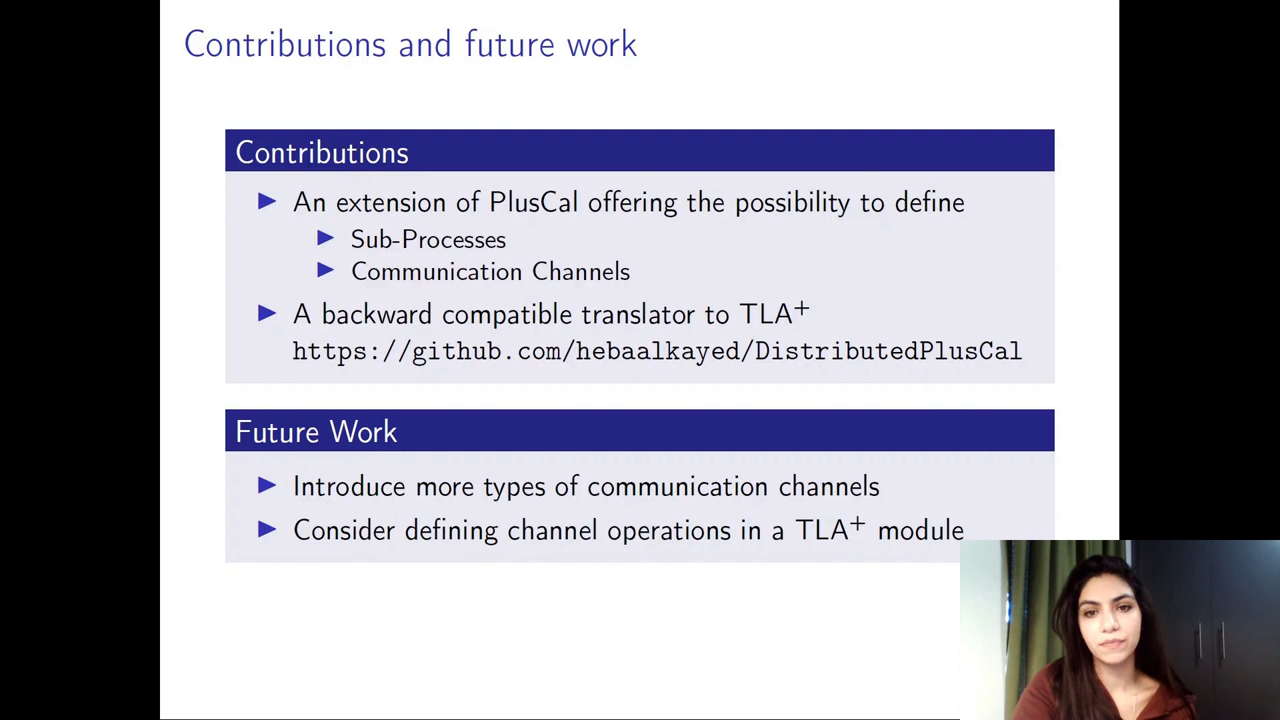 Contributions and future work
Contributions
▶ An extension of PlusCal offering the possibility to define
▶ Sub-Processes
▶ Communication Channels
▶ A backward compatible translator to TLA⁺
https://github.com/hebaalkayed/DistributedPlusCal
Future Work
▶ Introduce more types of communication channels
▶ Consider defining channel operations in a TLA⁺ module